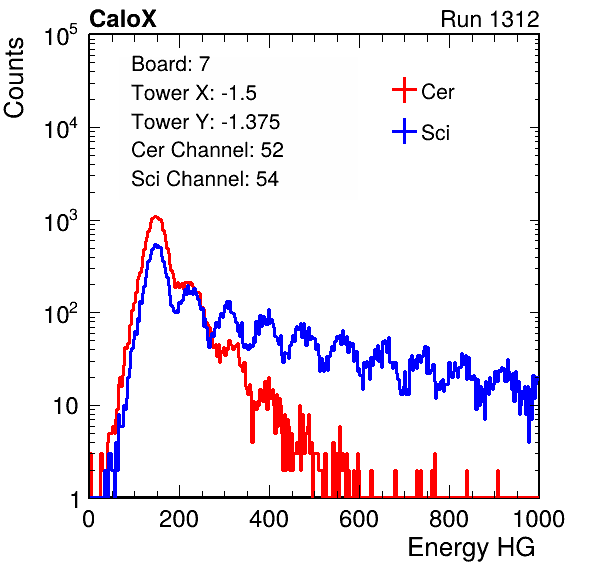 CaloX Run 1312
Counts
10^5
10^4
10^3
10^2
10
1
Board: 7
Tower X: -1.5
Tower Y: -1.375
Cer Channel: 52
Sci Channel: 54
Cer
Sci
0 200 400 600 800 1000
Energy HG